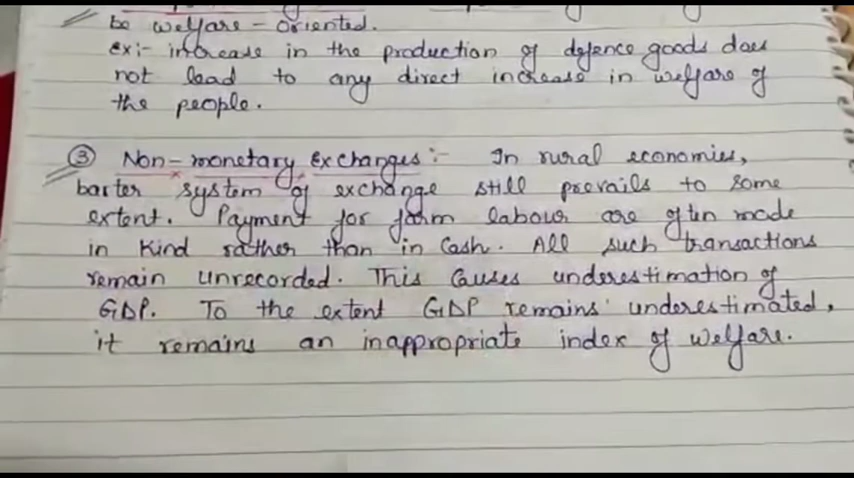 be welfare - oriented.
ex:- increase in the production of defence goods does
not lead to any direct increase in welfare of
the people.
③ Non-monetary exchanges :- In rural economies,
barter system of exchange still prevails to some
extent. Payment for farm labour are often made
in kind rather than in cash. All such transactions
remain unrecorded. This causes underestimation of
GDP. To the extent GDP remains underestimated,
it remains an inappropriate index of welfare.